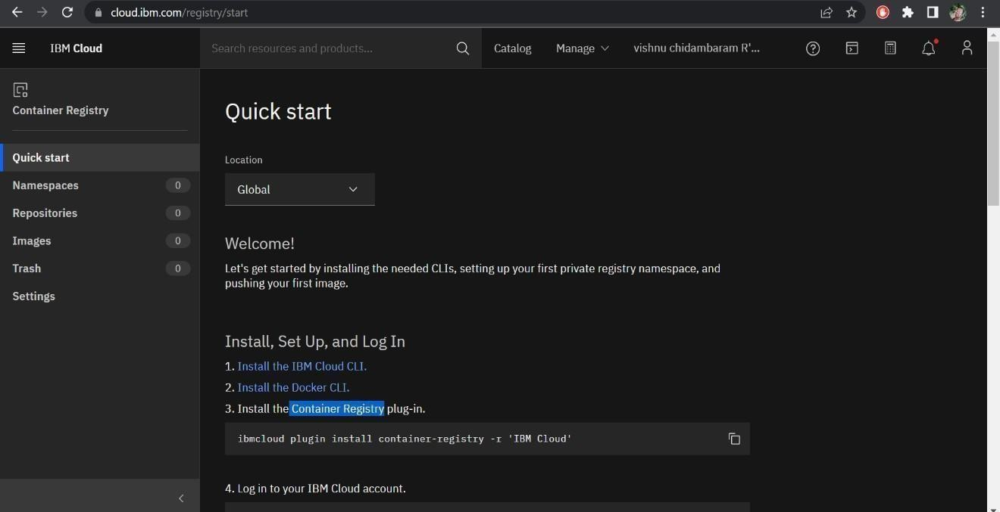 cloud.ibm.com/registry/start
IBM Cloud
Search resources and products...
Catalog
Manage
vishnu chidambaram R'...
Container Registry
Quick start
Namespaces 0
Repositories 0
Images 0
Trash 0
Settings
Quick start
Location
Global
Welcome!
Let's get started by installing the needed CLIs, setting up your first private registry namespace, and
pushing your first image.
Install, Set Up, and Log In
1. Install the IBM Cloud CLI.
2. Install the Docker CLI.
3. Install the Container Registry plug-in.
ibmcloud plugin install container-registry -r 'IBM Cloud'
4. Log in to your IBM Cloud account.